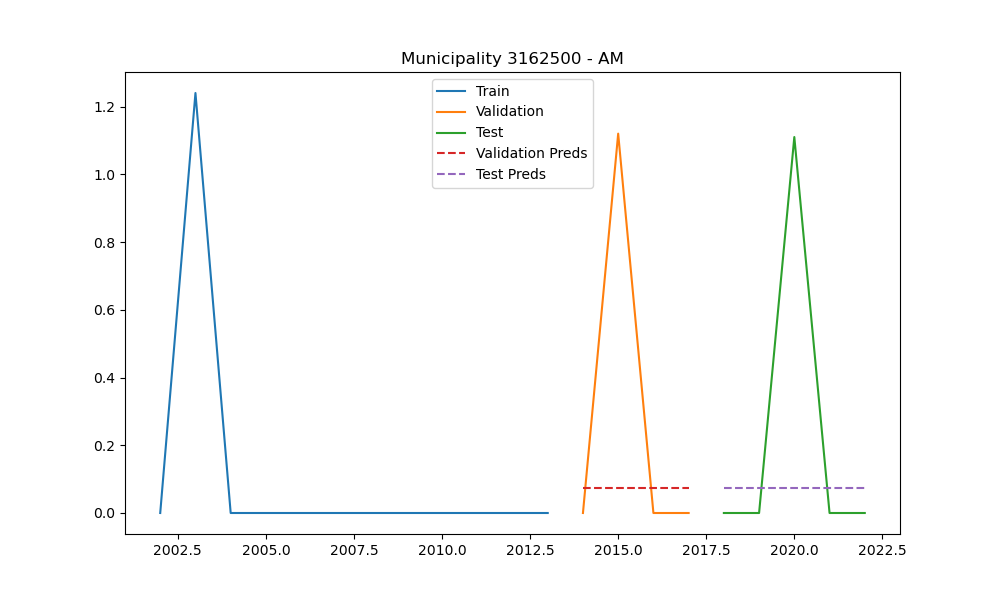 Municipality 3162500 - AM
Train
Validation
Test
Validation Preds
Test Preds
1.2
1.0
0.8
0.6
0.4
0.2
0.0
2002.5 2005.0 2007.5 2010.0 2012.5 2015.0 2017.5 2020.0 2022.5